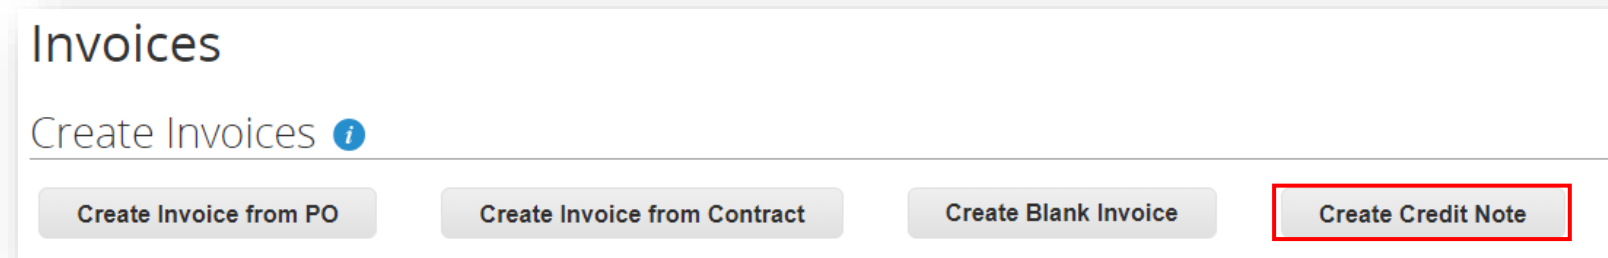 Invoices
Create Invoices i
Create Invoice from PO Create Invoice from Contract Create Blank Invoice Create Credit Note